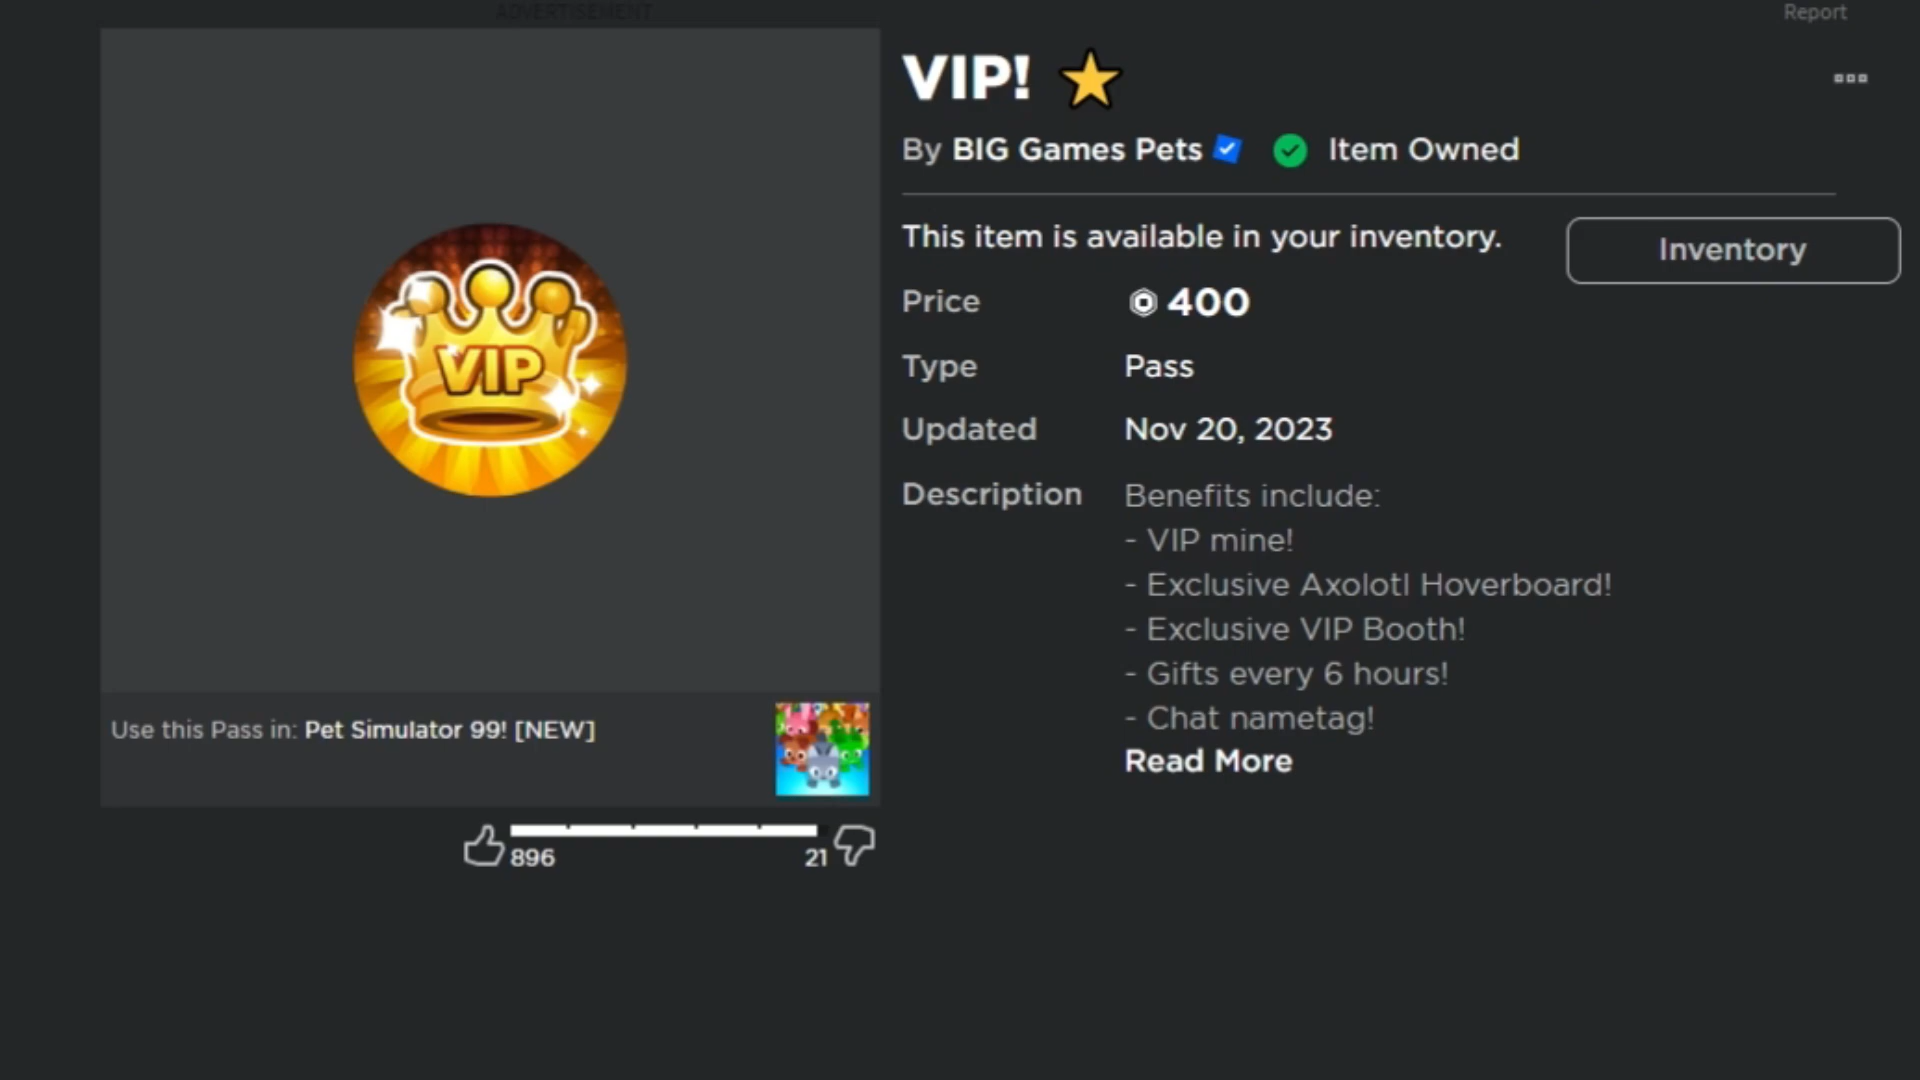 ADVERTISEMENT
Report
VIP! ⭐
By BIG Games Pets Item Owned
This item is available in your inventory.
Inventory
Price 400
Type Pass
Updated Nov 20, 2023
Description Benefits include:
- VIP mine!
- Exclusive Axolotl Hoverboard!
- Exclusive VIP Booth!
- Gifts every 6 hours!
- Chat nametag!
Read More
VIP
Use this Pass in: Pet Simulator 99! [NEW]
896 21